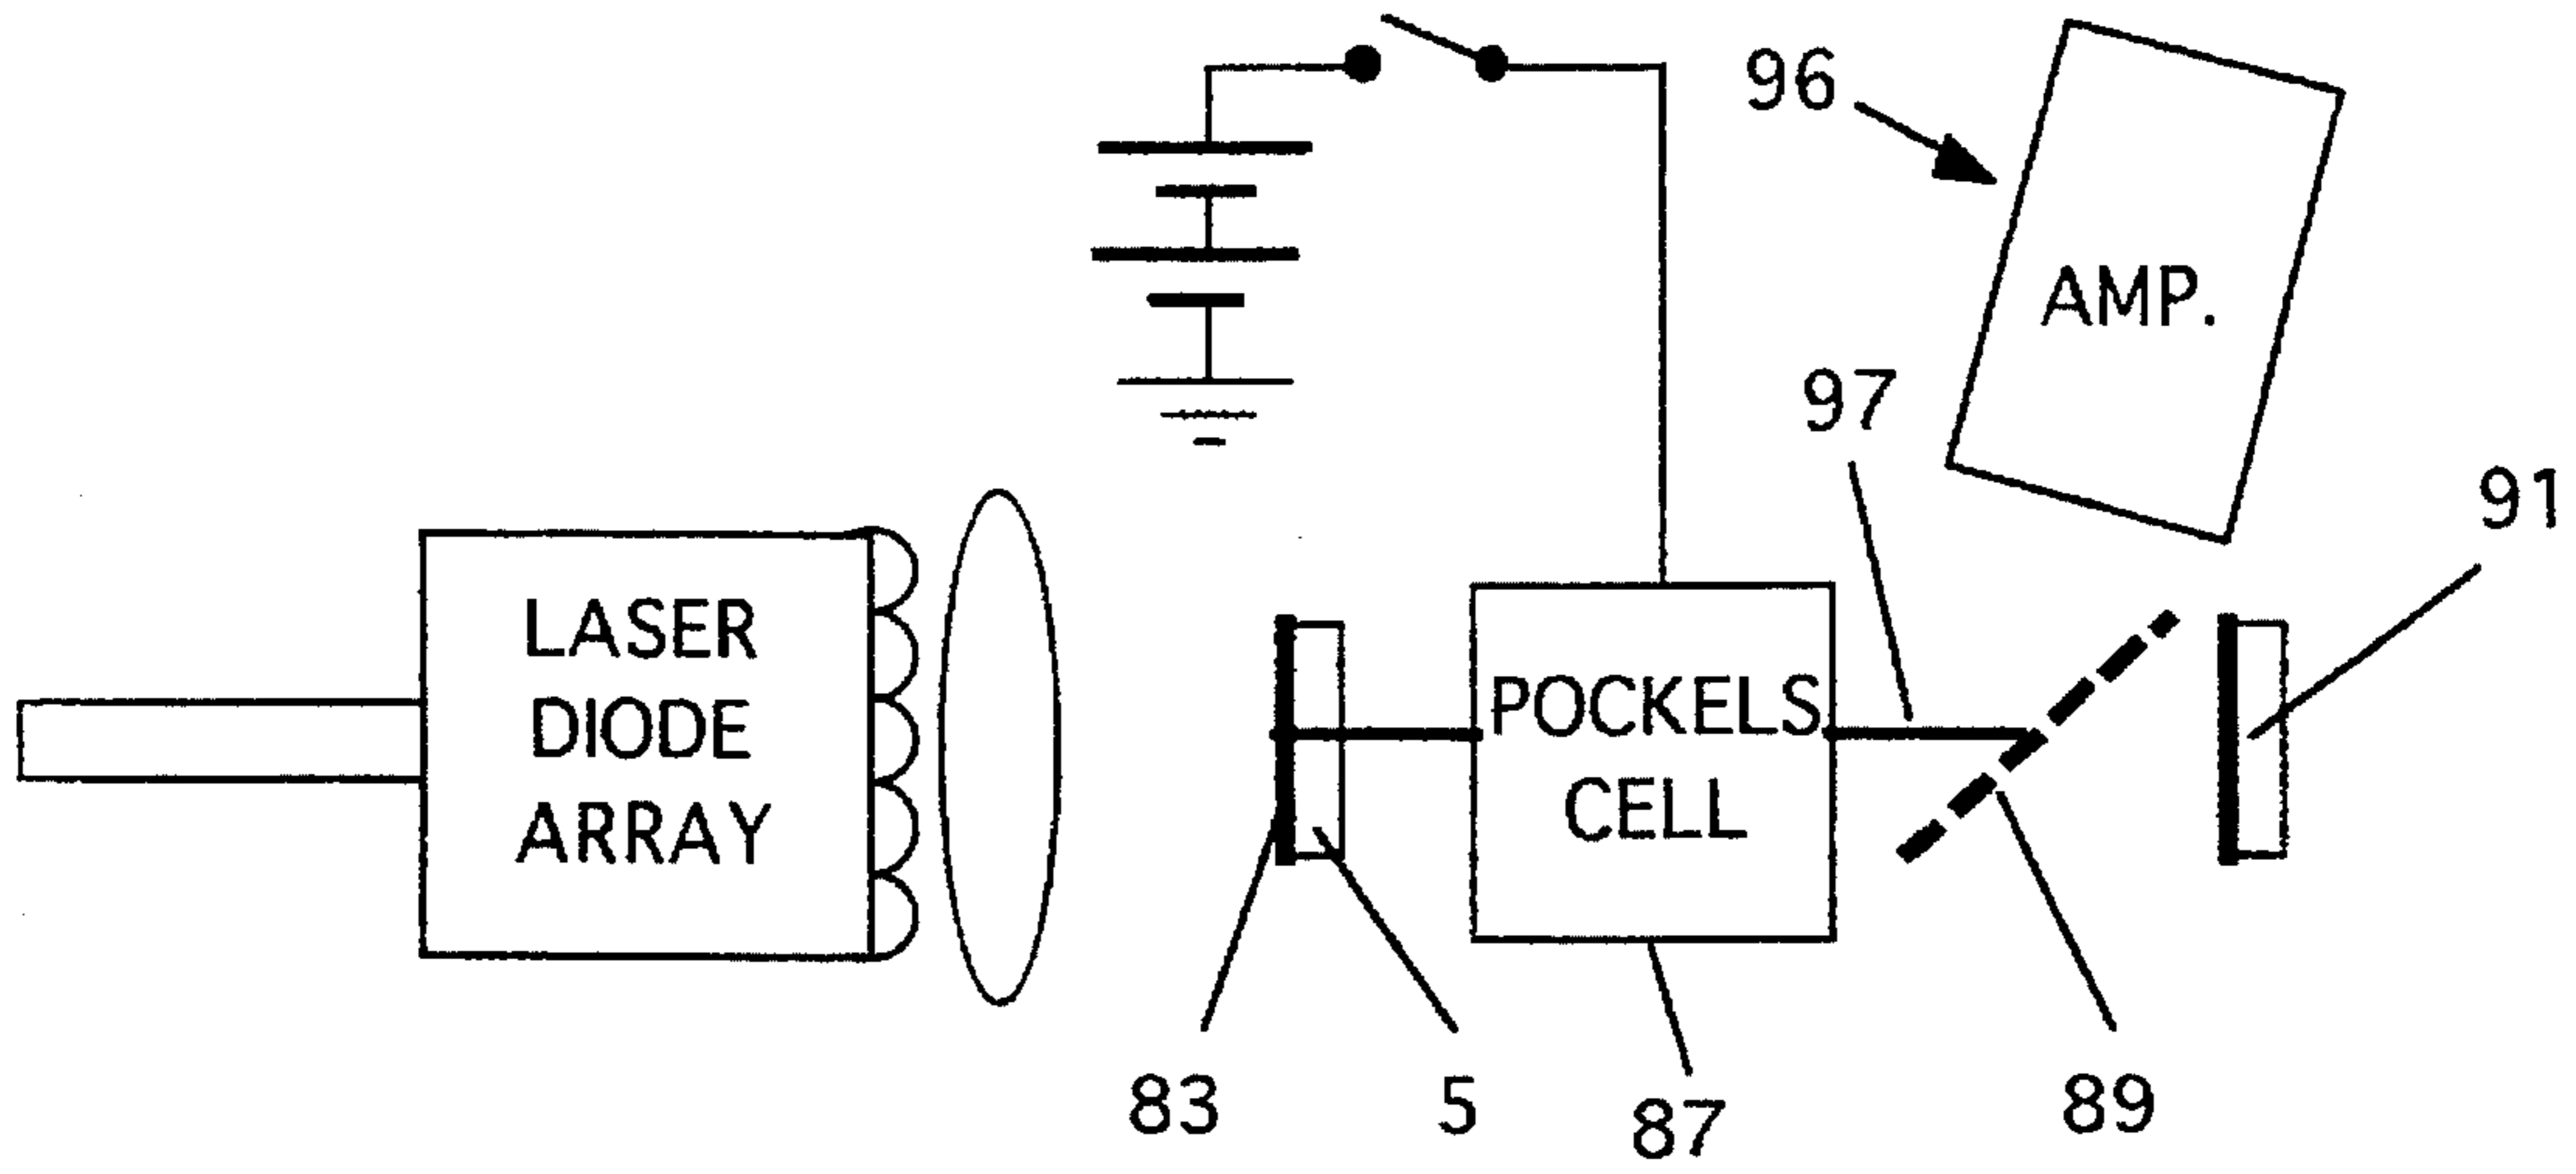 96
AMP.
97
91
LASER
DIODE
ARRAY
POCKELS
CELL
83
5
87
89